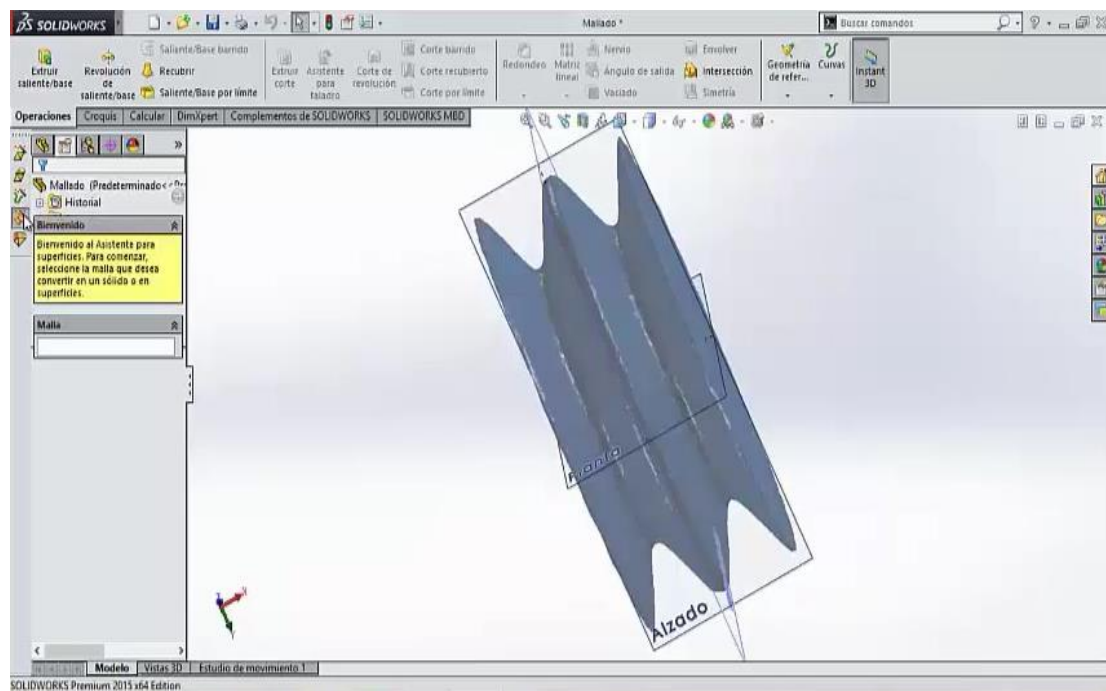 SOLIDWORKS
Mallado *
Buscar comandos
Extruir saliente/base
Revolución de saliente/base
Saliente/Base barrido
Recubrir
Saliente/Base por límite
Extruir corte
Asistente para taladro
Corte de revolución
Corte barrido
Corte recubierto
Corte por límite
Redondeo
Matriz lineal
Nervio
Ángulo de salida
Vaciado
Envolver
Intersección
Simetría
Geometría de refer...
Curvas
Instant 3D
Operaciones Croquis Calcular DimXpert Complementos de SOLIDWORKS SOLIDWORKS MBD
Mallado (Predeterminado<
Historial
Bienvenido
Bienvenido al Asistente para
superficies. Para comenzar,
seleccione la malla que desea
convertir en un sólido o en
superficies.
Malla
Planta
Alzado
Modelo Vistas 3D Estudio de movimiento 1
SOLIDWORKS Premium 2015 x64 Edition